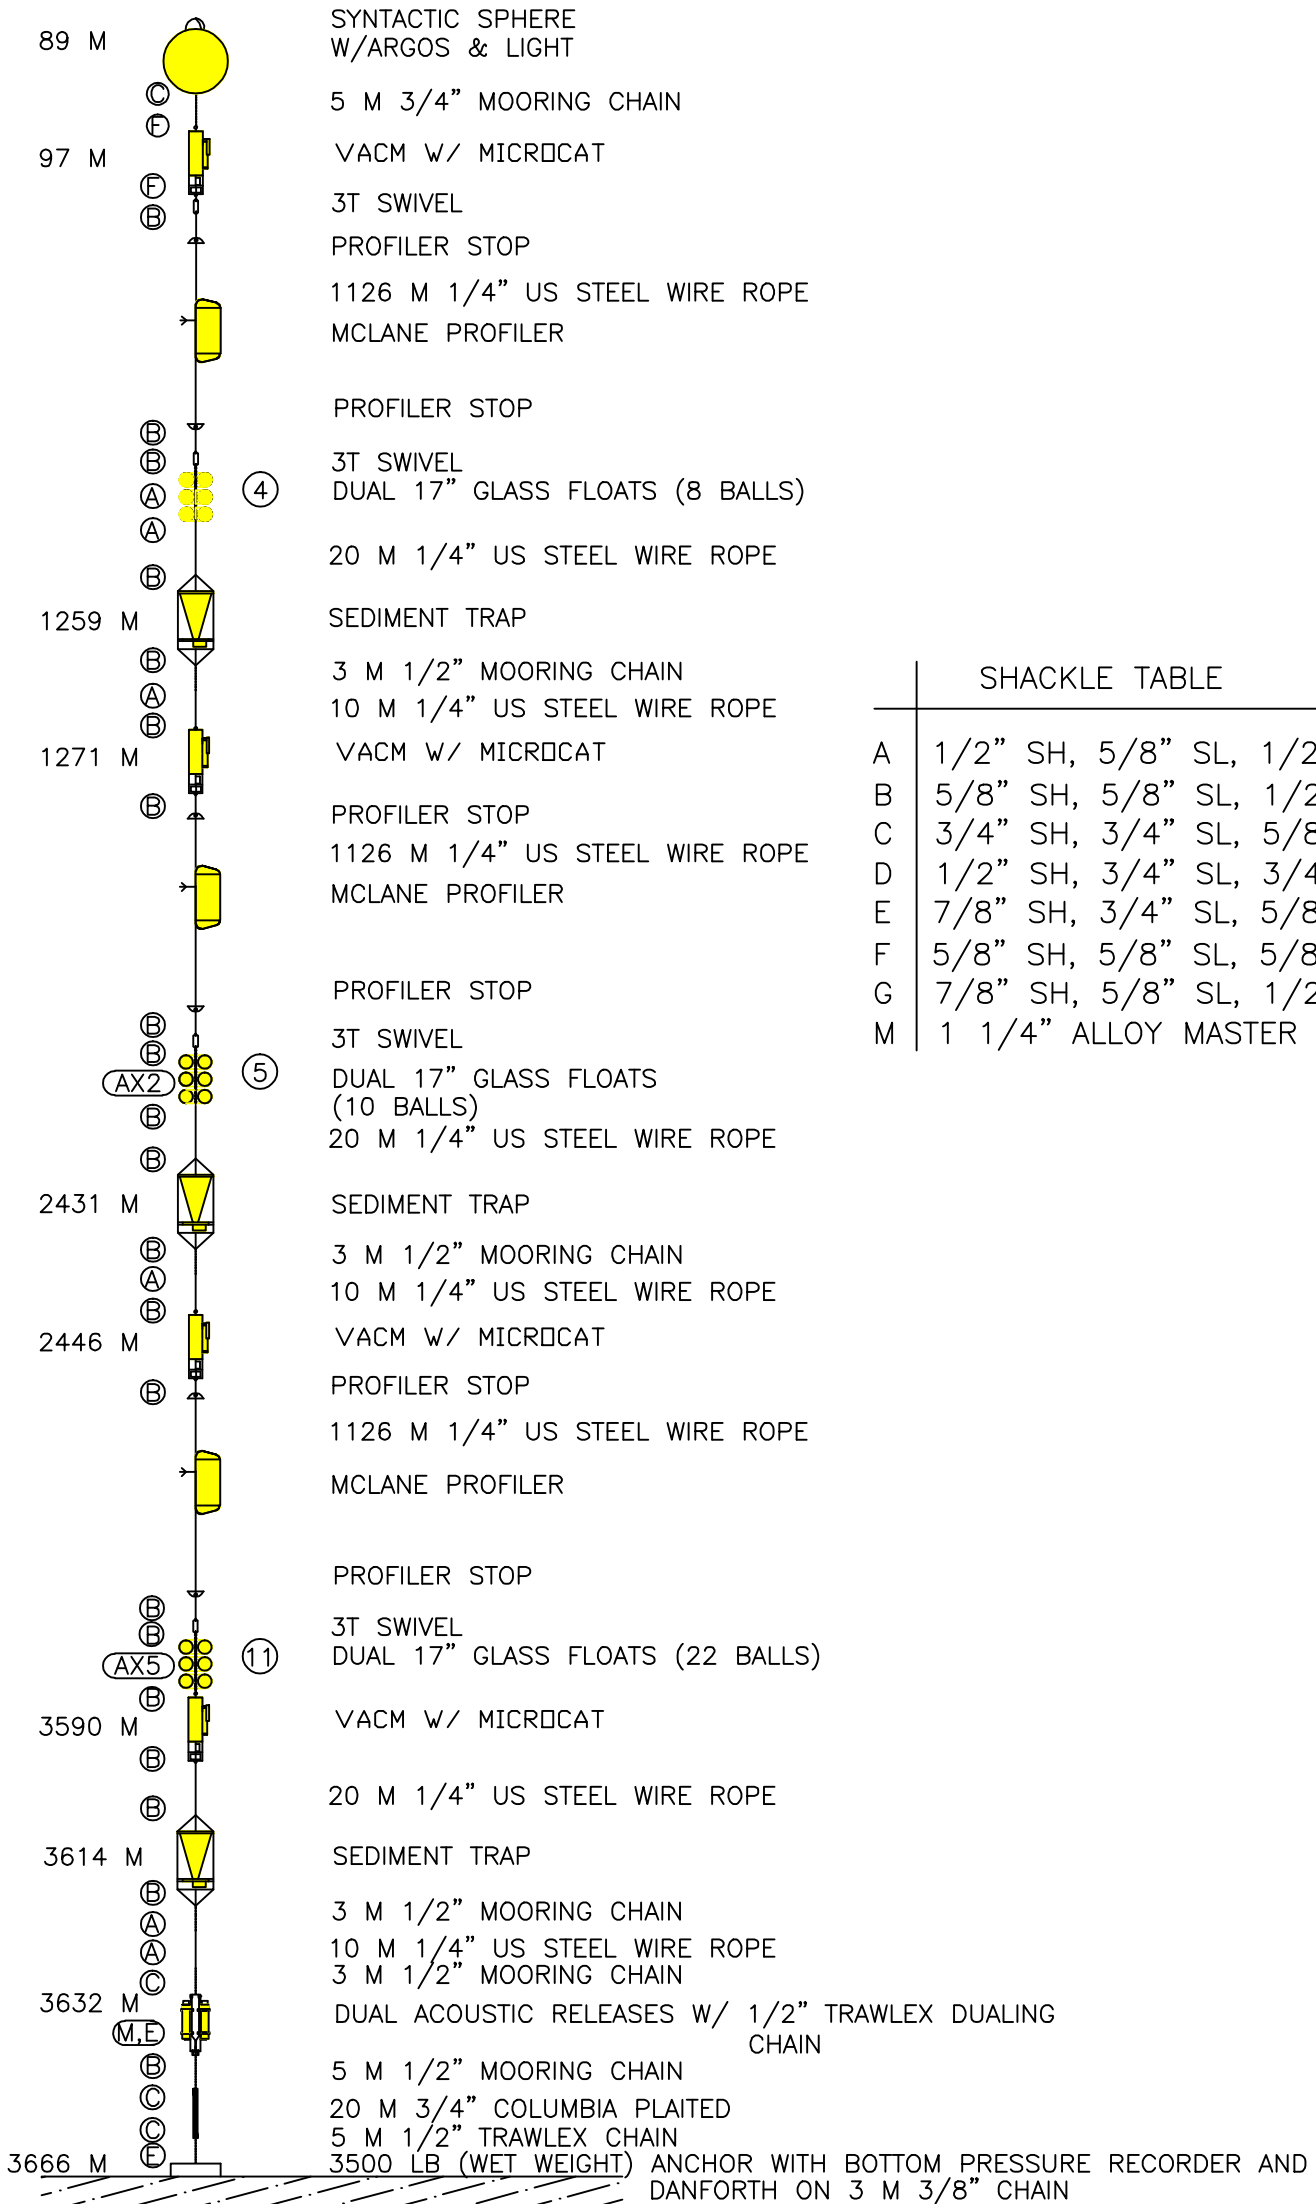 SYNTACTIC SPHERE
89 M
W/ARGOS & LIGHT
C
5 M 3/4" MOORING CHAIN
F
97 M
VACM W/ MICROCAT
F
3T SWIVEL
B
PROFILER STOP
1126 M 1/4" US STEEL WIRE ROPE
MCLANE PROFILER
PROFILER STOP
B
B
3T SWIVEL
A
4
DUAL 17" GLASS FLOATS (8 BALLS)
A
20 M 1/4" US STEEL WIRE ROPE
B
1259 M
SEDIMENT TRAP
B
3 M 1/2" MOORING CHAIN
A
10 M 1/4" US STEEL WIRE ROPE
B
1271 M
VACM W/ MICROCAT
B
PROFILER STOP
1126 M 1/4" US STEEL WIRE ROPE
MCLANE PROFILER
PROFILER STOP
B
3T SWIVEL
B
AX2
5
DUAL 17" GLASS FLOATS
(10 BALLS)
B
20 M 1/4" US STEEL WIRE ROPE
B
2431 M
SEDIMENT TRAP
B
3 M 1/2" MOORING CHAIN
A
10 M 1/4" US STEEL WIRE ROPE
B
2446 M
VACM W/ MICROCAT
B
PROFILER STOP
1126 M 1/4" US STEEL WIRE ROPE
MCLANE PROFILER
PROFILER STOP
B
B
3T SWIVEL
AX5
11
DUAL 17" GLASS FLOATS (22 BALLS)
B
3590 M
VACM W/ MICROCAT
B
20 M 1/4" US STEEL WIRE ROPE
B
3614 M
SEDIMENT TRAP
B
3 M 1/2" MOORING CHAIN
A
10 M 1/4" US STEEL WIRE ROPE
A
3 M 1/2" MOORING CHAIN
C
3632 M
DUAL ACOUSTIC RELEASES W/ 1/2" TRAWLEX DUALING
CHAIN
M,E
B
5 M 1/2" MOORING CHAIN
C
20 M 3/4" COLUMBIA PLAITED
C
5 M 1/2" TRAWLEX CHAIN
E
3666 M
3500 LB (WET WEIGHT) ANCHOR WITH BOTTOM PRESSURE RECORDER AND
DANFORTH ON 3 M 3/8" CHAIN
SHACKLE TABLE
A 1/2" SH, 5/8" SL, 1/2
B 5/8" SH, 5/8" SL, 1/2
C 3/4" SH, 3/4" SL, 5/8
D 1/2" SH, 3/4" SL, 3/4
E 7/8" SH, 3/4" SL, 5/8
F 5/8" SH, 5/8" SL, 5/8
G 7/8" SH, 5/8" SL, 1/2
M 1 1/4" ALLOY MASTER